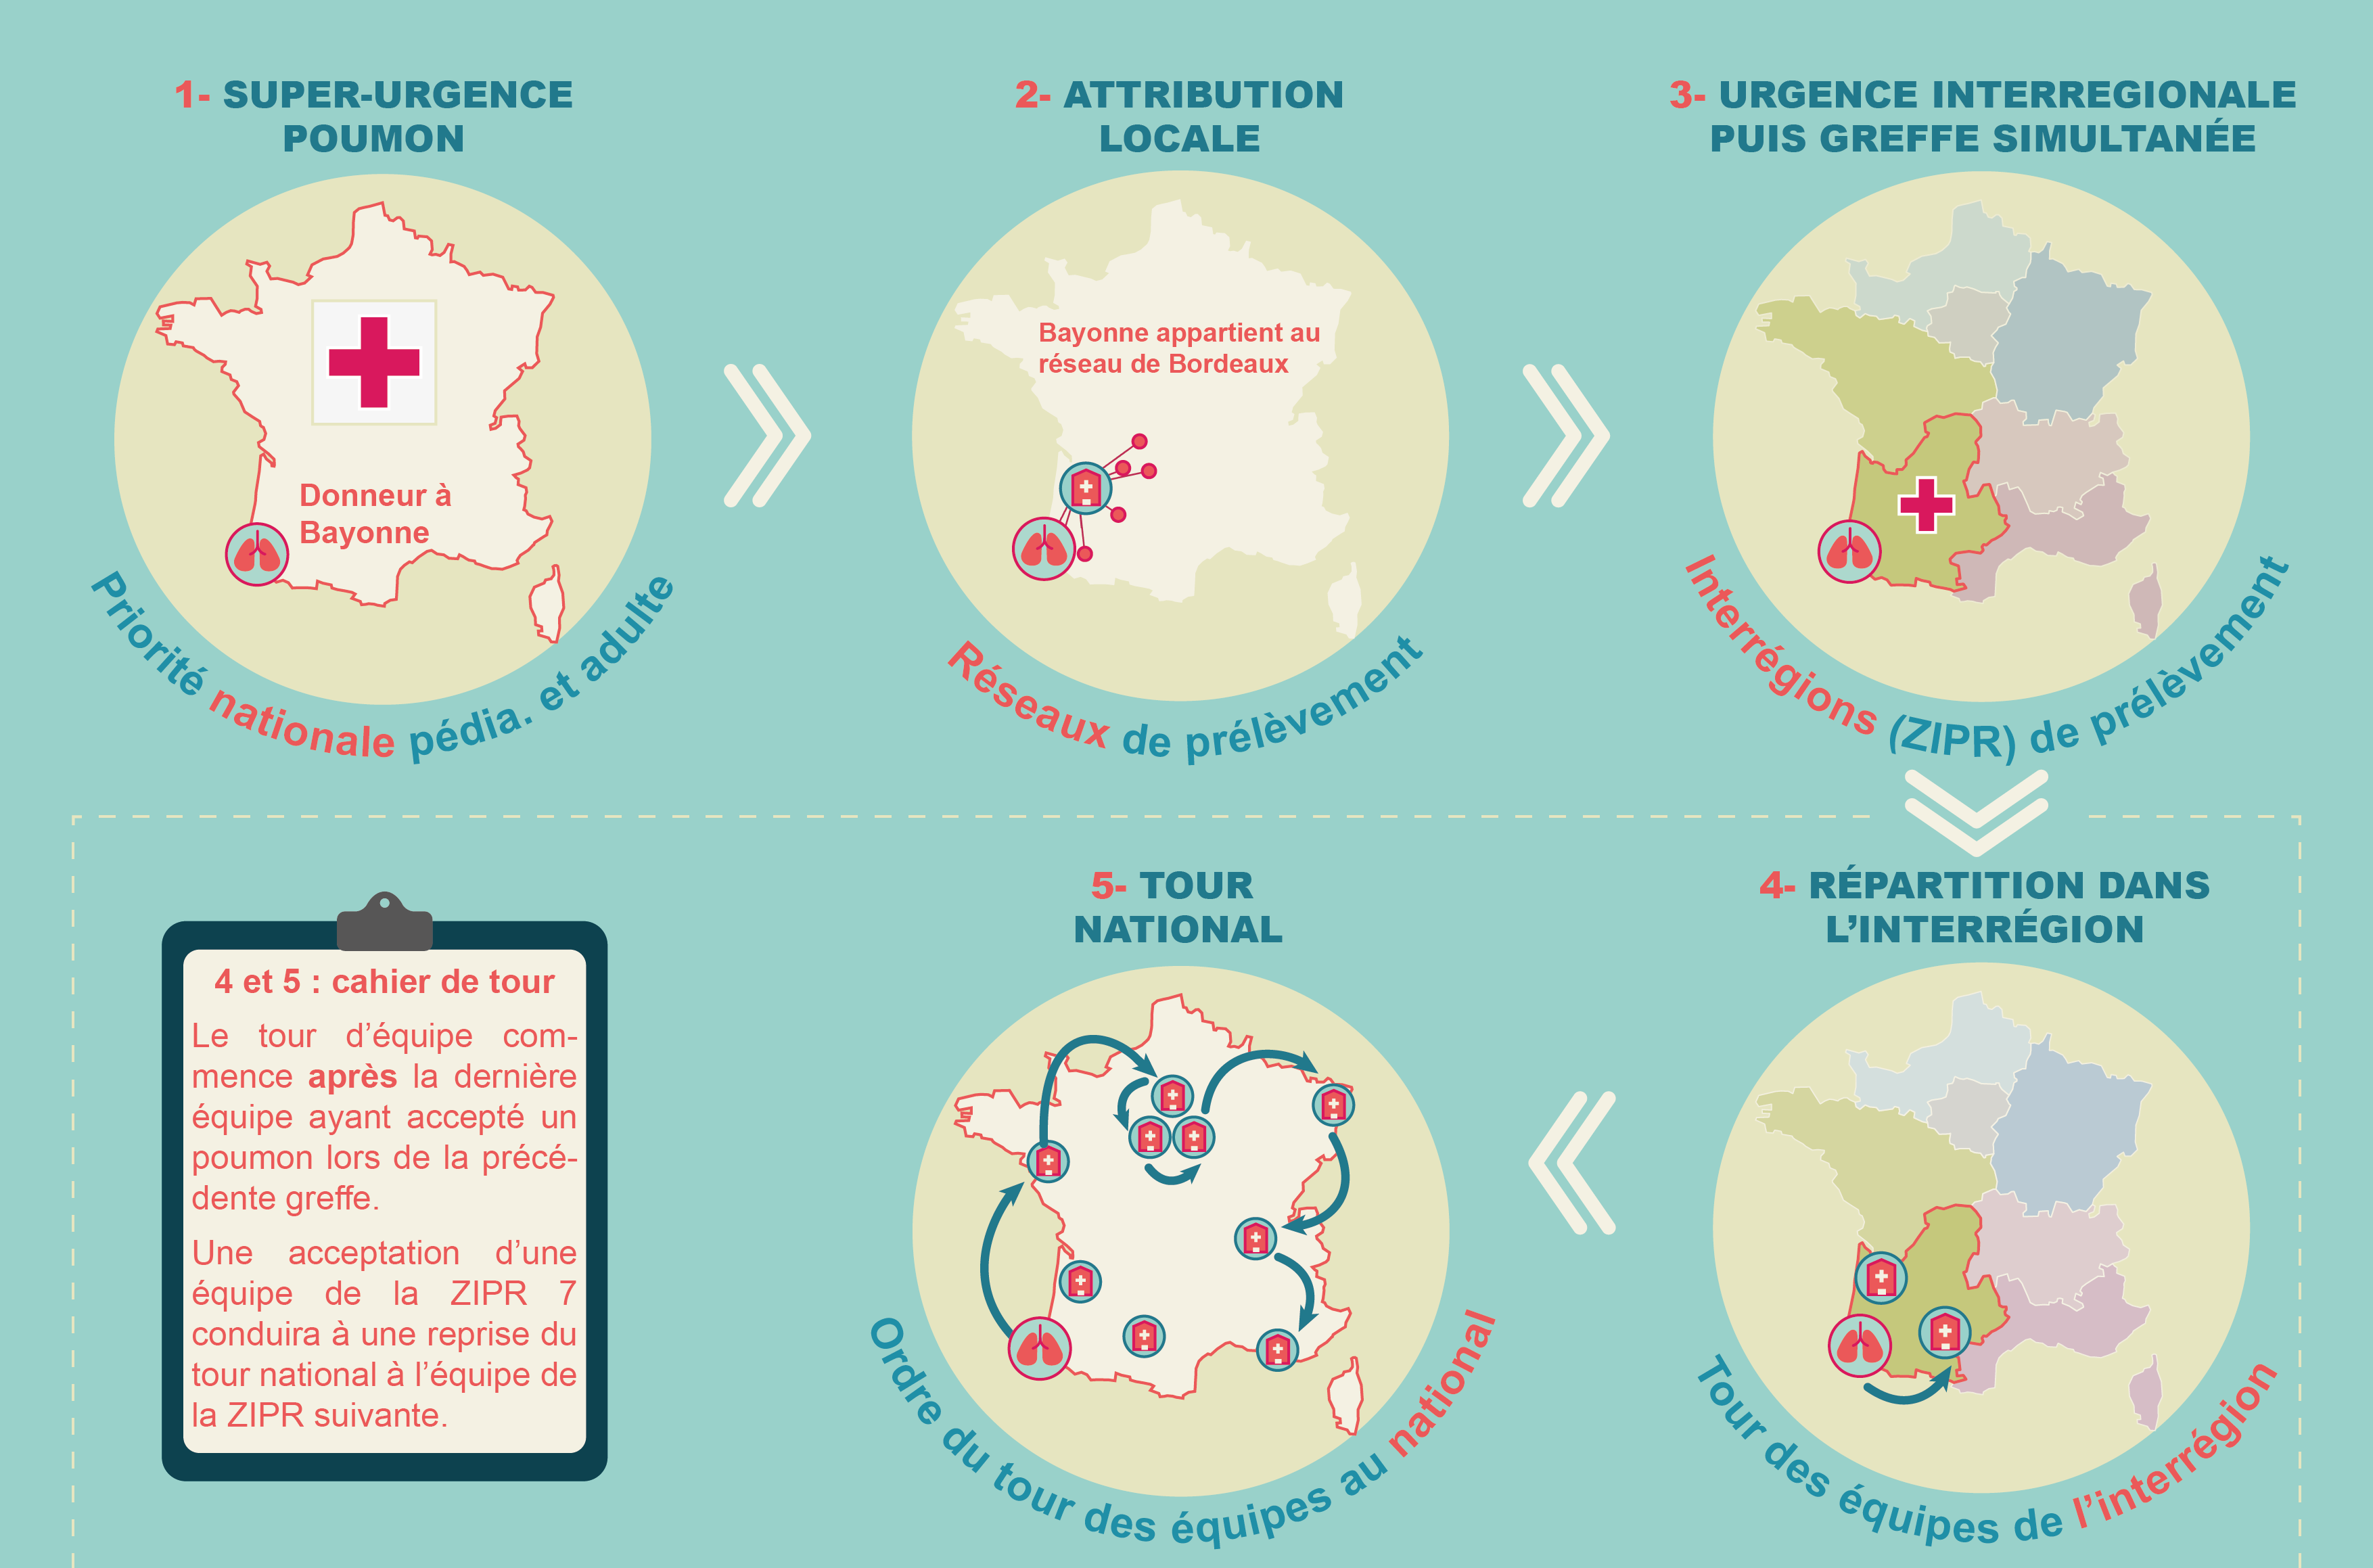 1- SUPER-URGENCE
POUMON
Donneur à
Bayonne
Priorité nationale pédia. et adulte
2- ATTRIBUTION
LOCALE
Bayonne appartient au
réseau de Bordeaux
Réseaux de prélèvement
3- URGENCE INTERREGIONALE
PUIS GREFFE SIMULTANÉE
Interrégions (ZIPR) de prélèvement
4- RÉPARTITION DANS
L’INTERRÉGION
Tour des équipes de l’interrégion
5- TOUR
NATIONAL
Ordre du tour des équipes au national
4 et 5 : cahier de tour
Le tour d’équipe com-
mence après la dernière
équipe ayant accepté un
poumon lors de la précé-
dente greffe.
Une acceptation d’une
équipe de la ZIPR 7
conduira à une reprise du
tour national à l’équipe de
la ZIPR suivante.